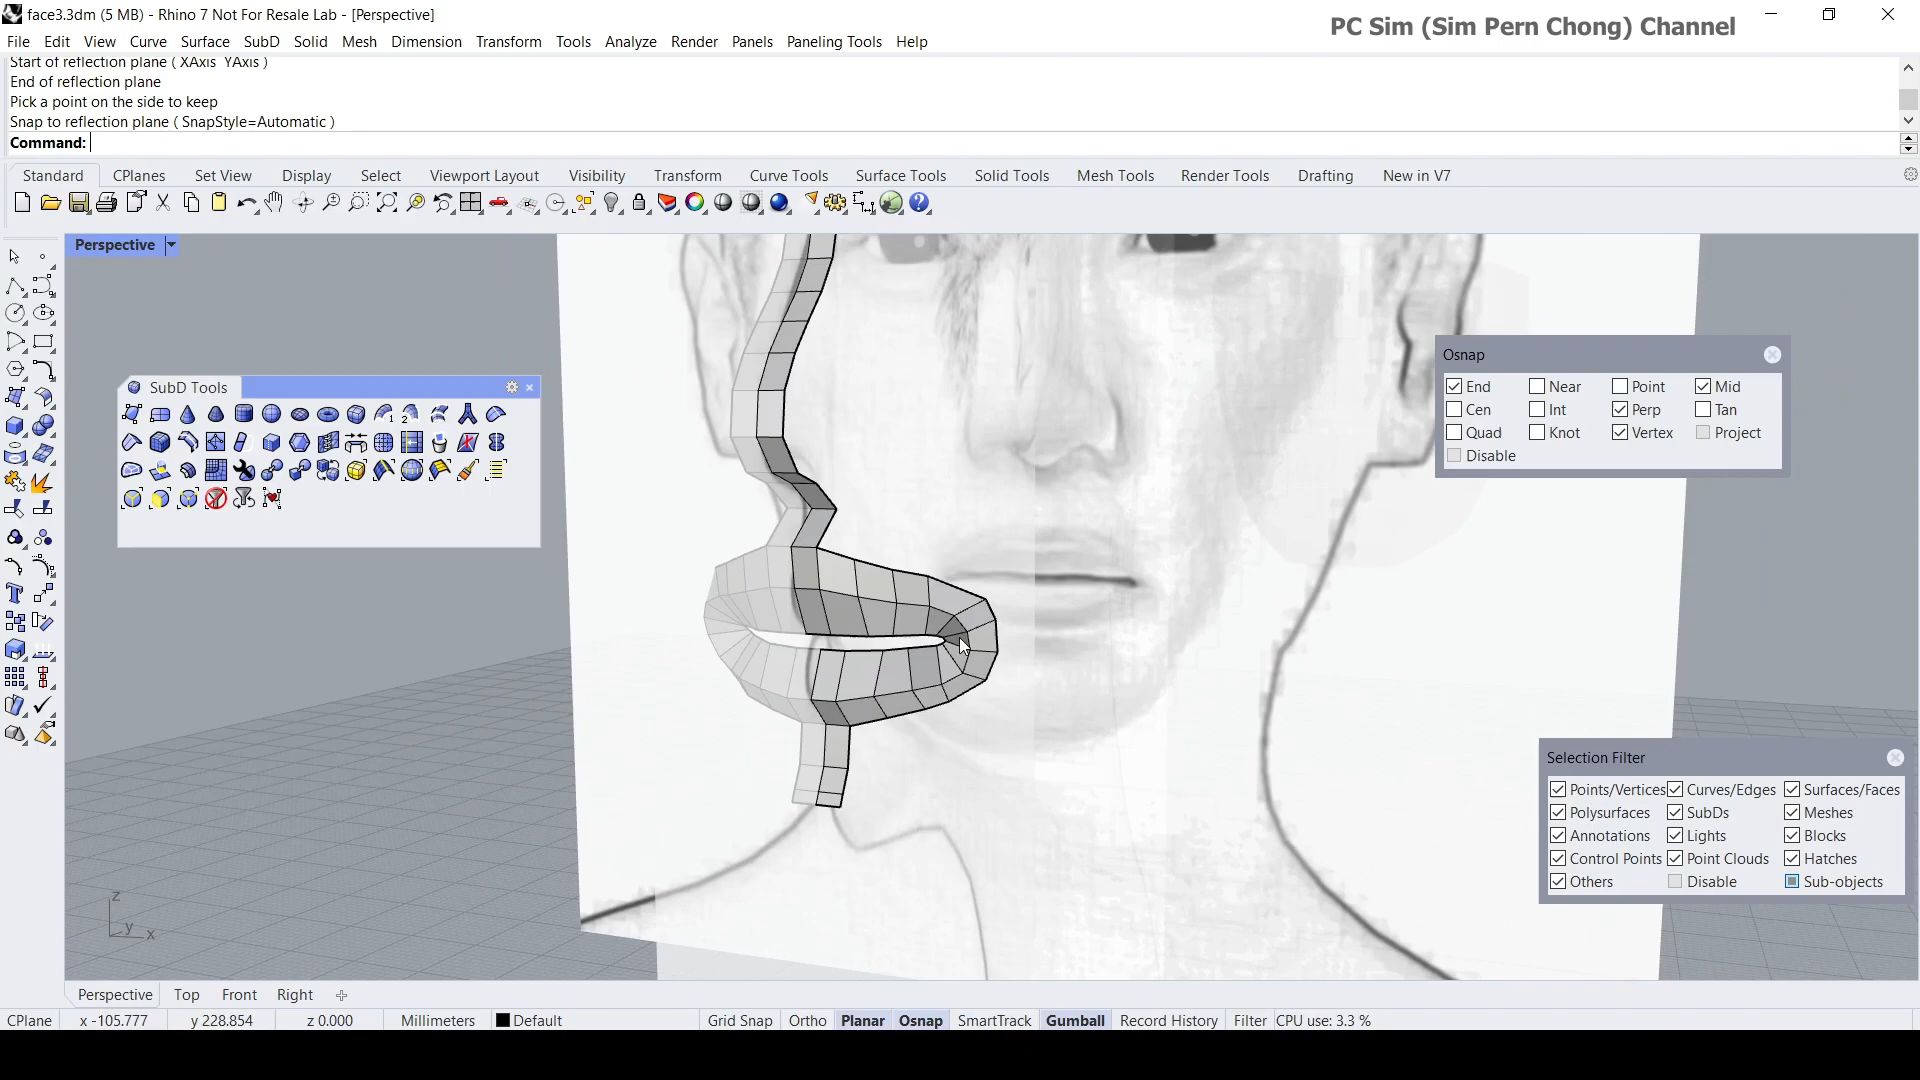 face3.3dm (5 MB) - Rhino 7 Not For Resale Lab - [Perspective]
PC Sim (Sim Pern Chong) Channel
File Edit View Curve Surface SubD Solid Mesh Dimension Transform Tools Analyze Render Panels Paneling Tools Help
Start of reflection plane ( XAxis YAxis )
End of reflection plane
Pick a point on the side to keep
Snap to reflection plane ( SnapStyle=Automatic )
Command:
Standard CPlanes Set View Display Select Viewport Layout Visibility Transform Curve Tools Surface Tools Solid Tools Mesh Tools Render Tools Drafting New in V7
Perspective
Osnap
End Near Point Mid
Cen Int Perp Tan
Quad Knot Vertex Project
Disable
SubD Tools
1 2
Selection Filter
Points/Vertices Curves/Edges Surfaces/Faces
Polysurfaces SubDs Meshes
Annotations Lights Blocks
Control Points Point Clouds Hatches
Others Disable Sub-objects
z
y x
Perspective Top Front Right
CPlane x -105.777 y 228.854 z 0.000 Millimeters Default Grid Snap Ortho Planar Osnap SmartTrack Gumball Record History Filter CPU use: 3.3 %